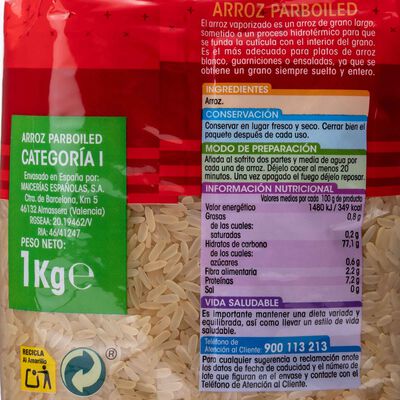 ARROZ PARBOILED
El arroz vaporizado es un arroz de grano largo,
sometido a un proceso hidrotérmico para que
se funda la cutícula con el interior del grano.
Es el más adecuado para platos de arroz
blanco, guarniciones o ensaladas, ya que se
obtiene un grano siempre suelto y entero.
INGREDIENTES
Arroz.
CONSERVACIÓN
Conservar en lugar fresco y seco. Cerrar bien el
paquete después de cada uso.
MODO DE PREPARACIÓN
Añada al sofrito dos partes y media de agua por
cada una de arroz. Déjelo cocer al menos 20
minutos. Una vez apagado el fuego déjelo reposar.
INFORMACIÓN NUTRICIONAL
Valores medios por 100 g de producto
Valor energético 1480 KJ/ 349 kcal
Grasas 0,8 g
de las cuales:
saturadas 0,2 g
Hidratos de carbono 77,1 g
de los cuales:
azúcares 0,6 g
Fibra alimentaria 2,2 g
Proteínas 7,2 g
Sal 0 g
VIDA SALUDABLE
Es importante mantener una dieta variada y
equilibrada, así como llevar un estilo de vida
saludable.
Teléfono de
Atención al Cliente: 900 113 213
Para cualquier sugerencia o reclamación anote
los datos de fecha de caducidad y el número de
lote que figuran en el envase y contacte con el
Teléfono de Atención al Cliente.
ARROZ PARBOILED
CATEGORÍA I
Envasado en España por:
MAICERÍAS ESPAÑOLAS, S.A.
Ctra. de Barcelona, Km 5
46132 Almassera (Valencia)
RGSEAA: 20.19462/V
RIA: 46/41247
PESO NETO:
1Kg e
RECICLA
Al Amarillo
®